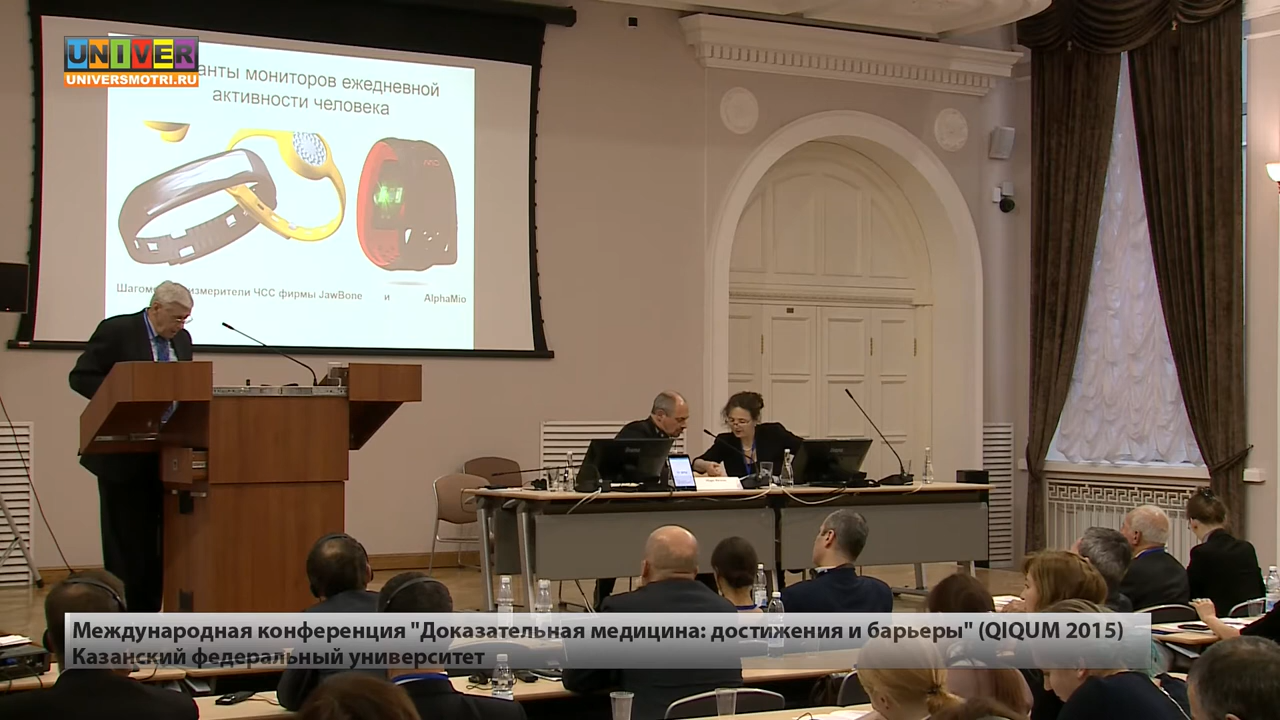 UNIVER
UNIVERSMOTRI.RU
анты мониторов ежедневной
активности человека
измерители ЧСС фирмы JawBone и AlphaMio
Международная конференция "Доказательная медицина: достижения и барьеры" (QIQUM 2015)
Казанский федеральный университет